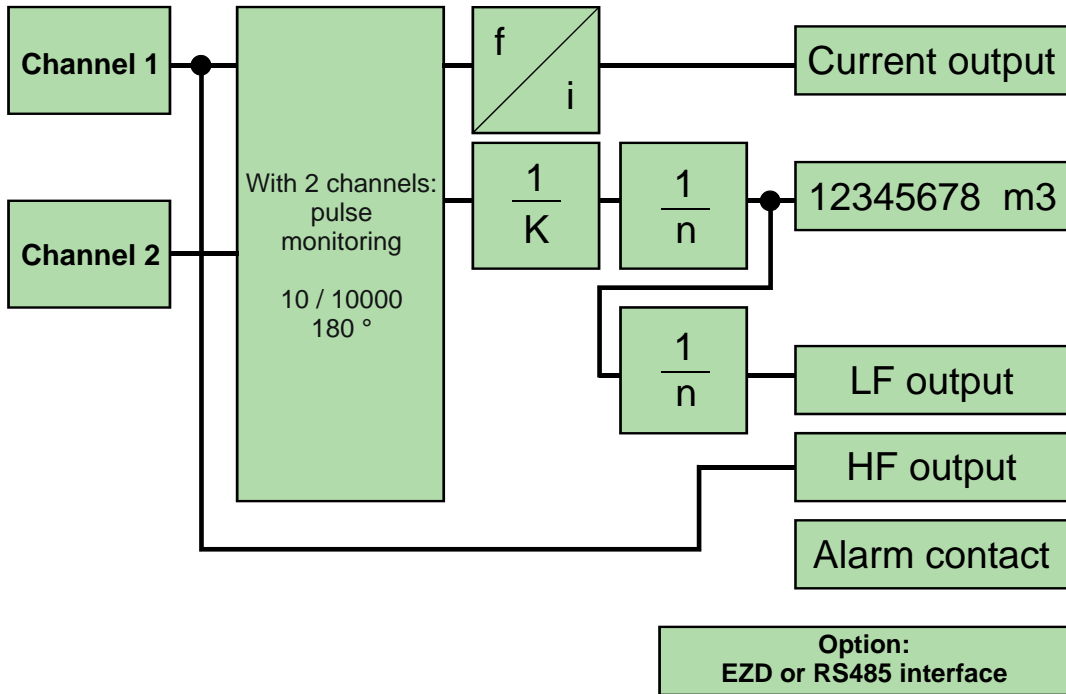 Channel 1
f
i
Current output
With 2 channels:
pulse
monitoring
10 / 10000
180 °
1
K
1
n
12345678 m3
Channel 2
1
n
LF output
HF output
Alarm contact
Option:
EZD or RS485 interface